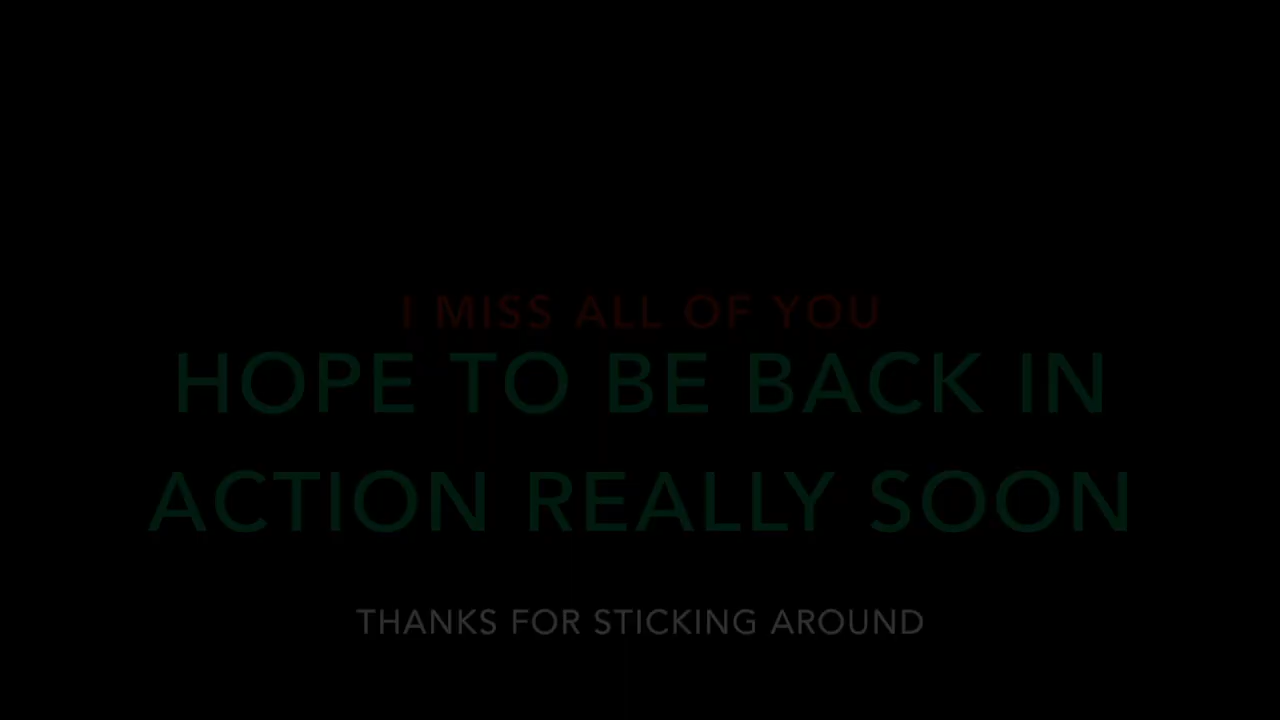 I MISS ALL OF YOU
HOPE TO BE BACK IN
ACTION REALLY SOON
THANKS FOR STICKING AROUND